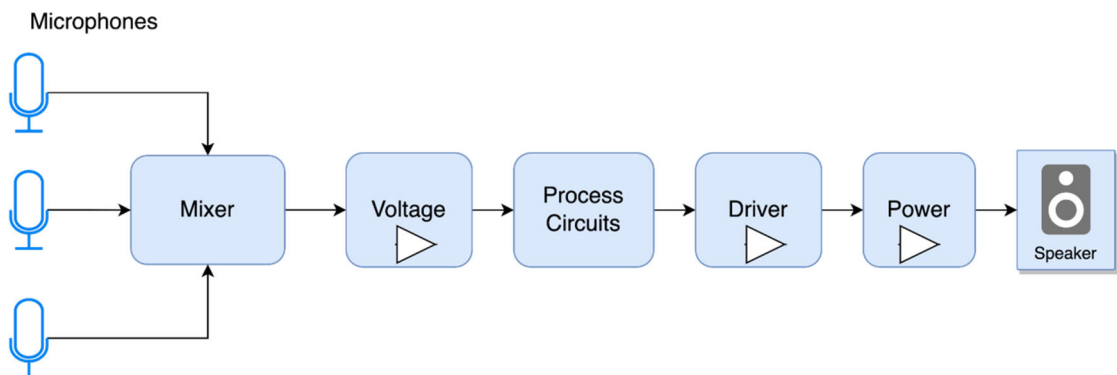 Microphones
Mixer
Voltage
Process
Circuits
Driver
Power
Speaker